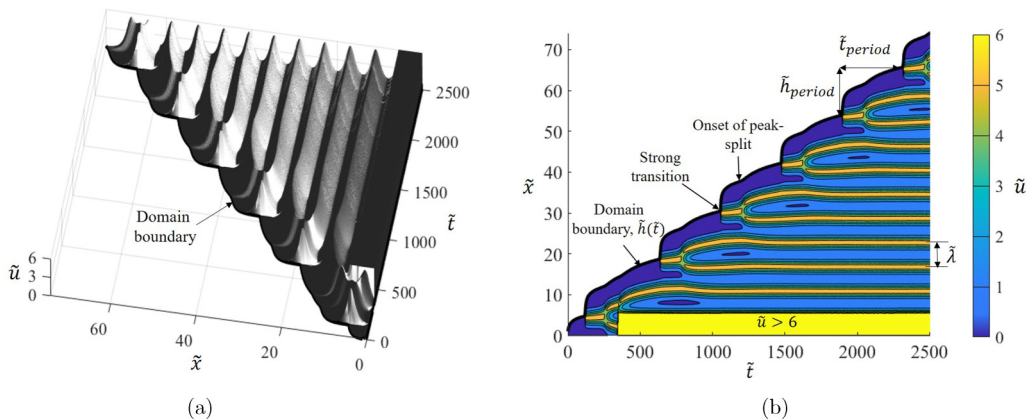 ũ
6
3
0
Domain
boundary
60
40
20
0
x̃
0
500
1000
1500
2000
2500
t̃
(a)
x̃
70
60
50
40
30
20
10
0
0
500
1000
1500
2000
2500
t̃
t̃period
h̃period
Onset of peak-
split
Strong
transition
Domain
boundary, h̃(t̃)
λ̃
ũ > 6
6
5
4
3
2
1
0
ũ
(b)